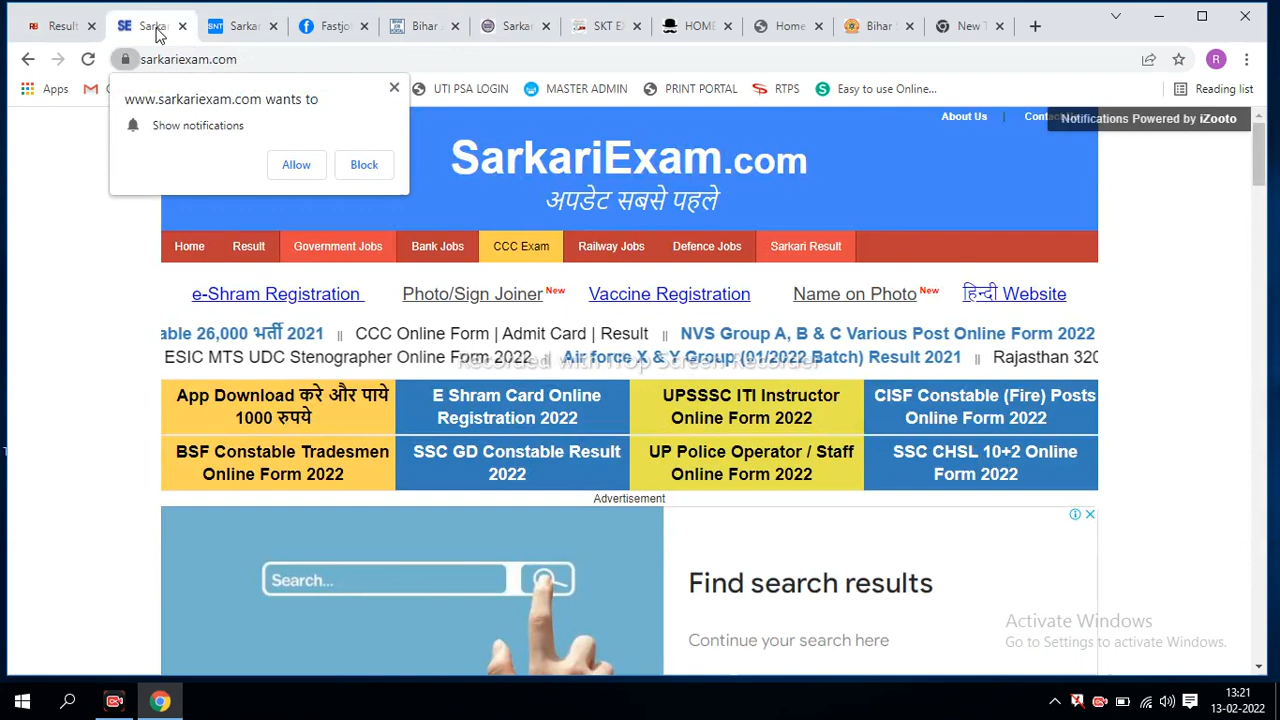 Result
Sarkar
Sarkar
Fastjo
Bihar A
Sarkar
SKT EX
HOME
Home
Bihar S
New T
sarkariexam.com
R
Apps
UTI PSA LOGIN
MASTER ADMIN
PRINT PORTAL
RTPS
Easy to use Online...
Reading list
www.sarkariexam.com wants to
Show notifications
Allow
Block
About Us
Notifications Powered by iZooto
SarkariExam.com
अपडेट सबसे पहले
Home
Result
Government Jobs
Bank Jobs
CCC Exam
Railway Jobs
Defence Jobs
Sarkari Result
e-Shram Registration
Photo/Sign Joiner New
Vaccine Registration
Name on Photo New
हिन्दी Website
able 26,000 भर्ती 2021 || CCC Online Form | Admit Card | Result || NVS Group A, B & C Various Post Online Form 2022
ESIC MTS UDC Stenographer Online Form 2022 || Air force X & Y Group (01/2022 Batch) Result 2021 || Rajasthan 320
Recorded with iTop Screen Recorder
App Download करे और पाये
1000 रुपये
E Shram Card Online
Registration 2022
UPSSSC ITI Instructor
Online Form 2022
CISF Constable (Fire) Posts
Online Form 2022
BSF Constable Tradesmen
Online Form 2022
SSC GD Constable Result
2022
UP Police Operator / Staff
Online Form 2022
SSC CHSL 10+2 Online
Form 2022
Advertisement
Search...
Find search results
Continue your search here
Activate Windows
Go to Settings to activate Windows.
13:21
13-02-2022